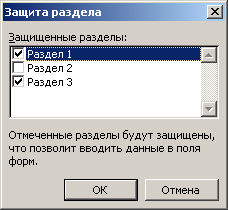 Защита раздела
Защищенные разделы:
Раздел 1
Раздел 2
Раздел 3
Отмеченные разделы будут защищены,
что позволит вводить данные в поля
форм.
ОК
Отмена